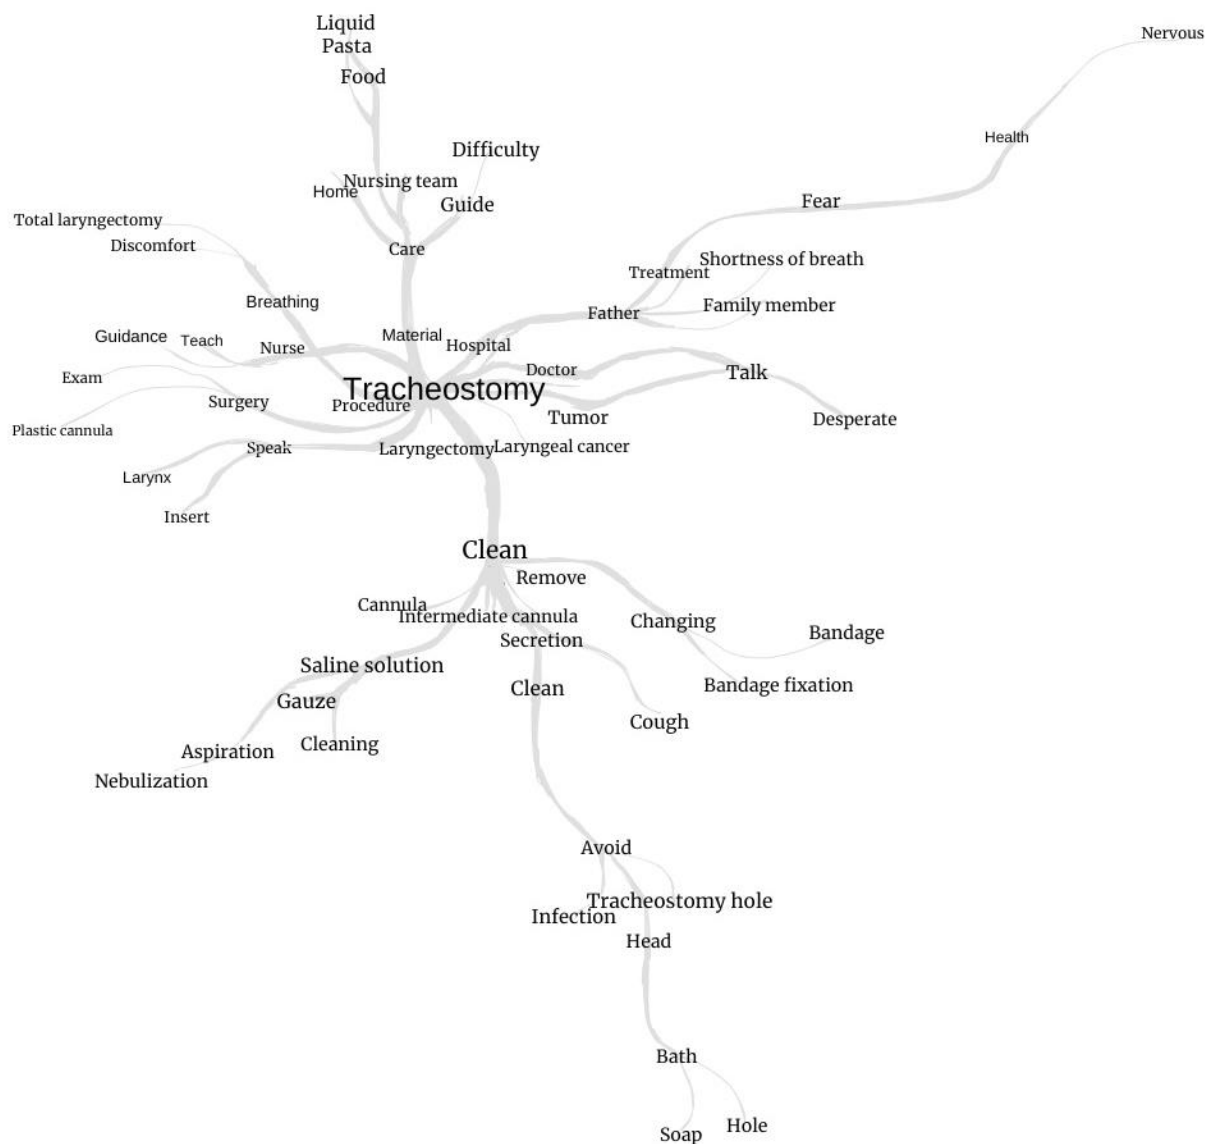 Liquid
Pasta
Food
Nervous
Health
Difficulty
Nursing team
Home
Guide
Fear
Total laryngectomy
Discomfort
Care
Shortness of breath
Treatment
Breathing
Family member
Father
Guidance
Teach
Nurse
Material
Hospital
Exam
Doctor
Talk
Tracheostomy
Surgery
Procedure
Tumor
Desperate
Plastic cannula
Speak
Laryngectomy
Laryngeal cancer
Larynx
Insert
Clean
Remove
Cannula
Intermediate cannula
Changing
Bandage
Secretion
Saline solution
Clean
Bandage fixation
Gauze
Cough
Cleaning
Aspiration
Nebulization
Avoid
Tracheostomy hole
Infection
Head
Bath
Hole
Soap